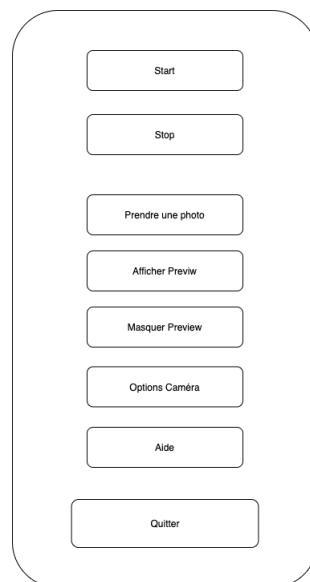 Start
Stop
Prendre une photo
Afficher Previw
Masquer Preview
Options Caméra
Aide
Quitter